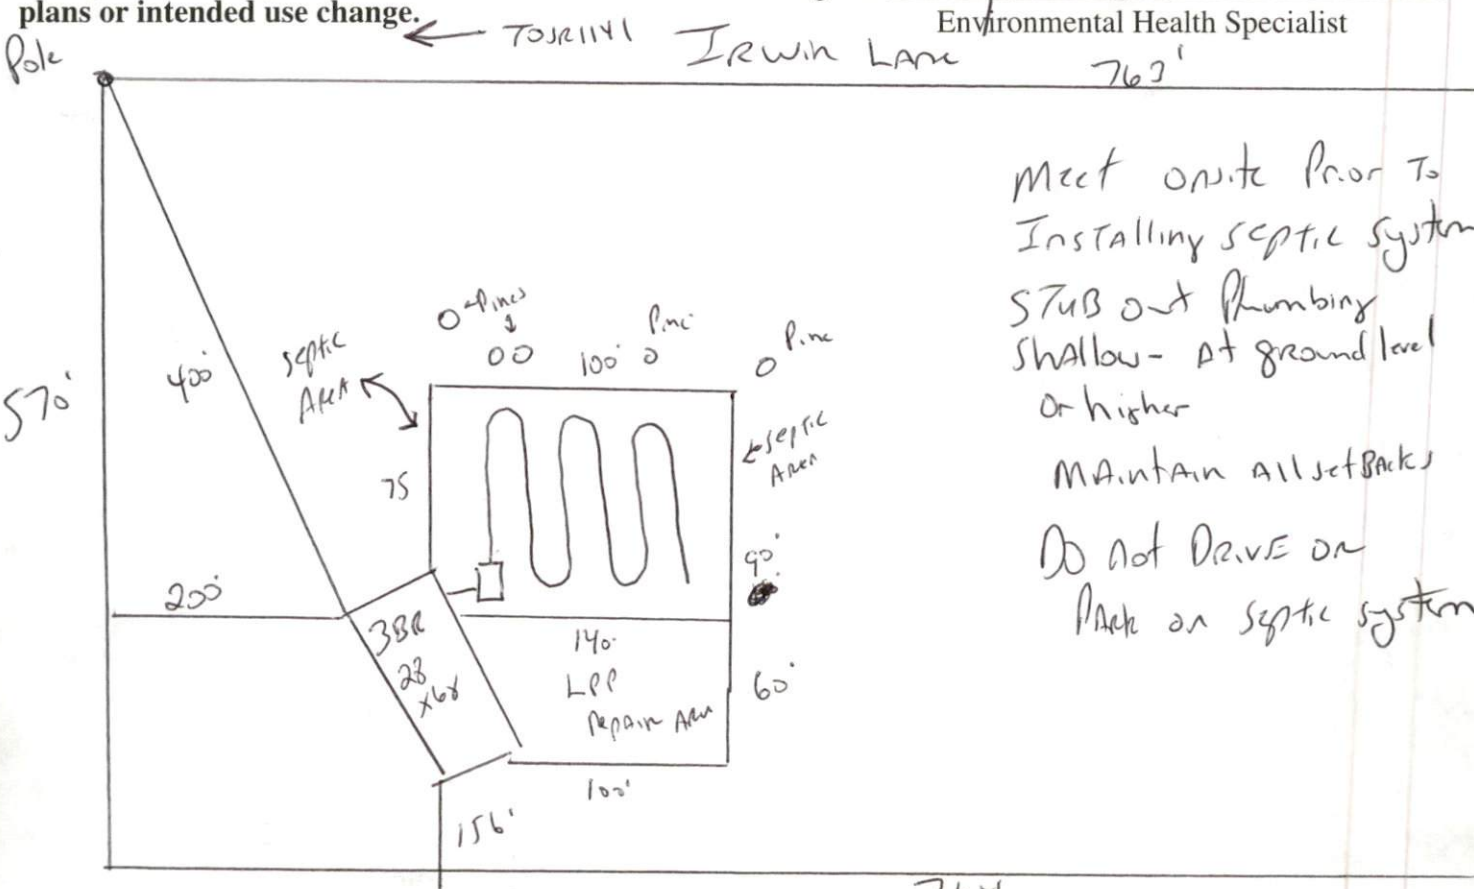 plans or intended use change.
Environmental Health Specialist
← TO SR 1141 IRWIN LANE
763'
Pole
Meet onsite Prior To
Installing septic system
STUB out Plumbing
Shallow - At ground level
or higher
MAintAin All setBAcks
Do not DRIVE on
PArk on septic system
Pines
Pine
Pine
100'
septic
AreA
400'
570'
75
septic
AreA
90'
200'
3BR
28
x68
140'
LPP
Repair AreA
60'
100'
156'